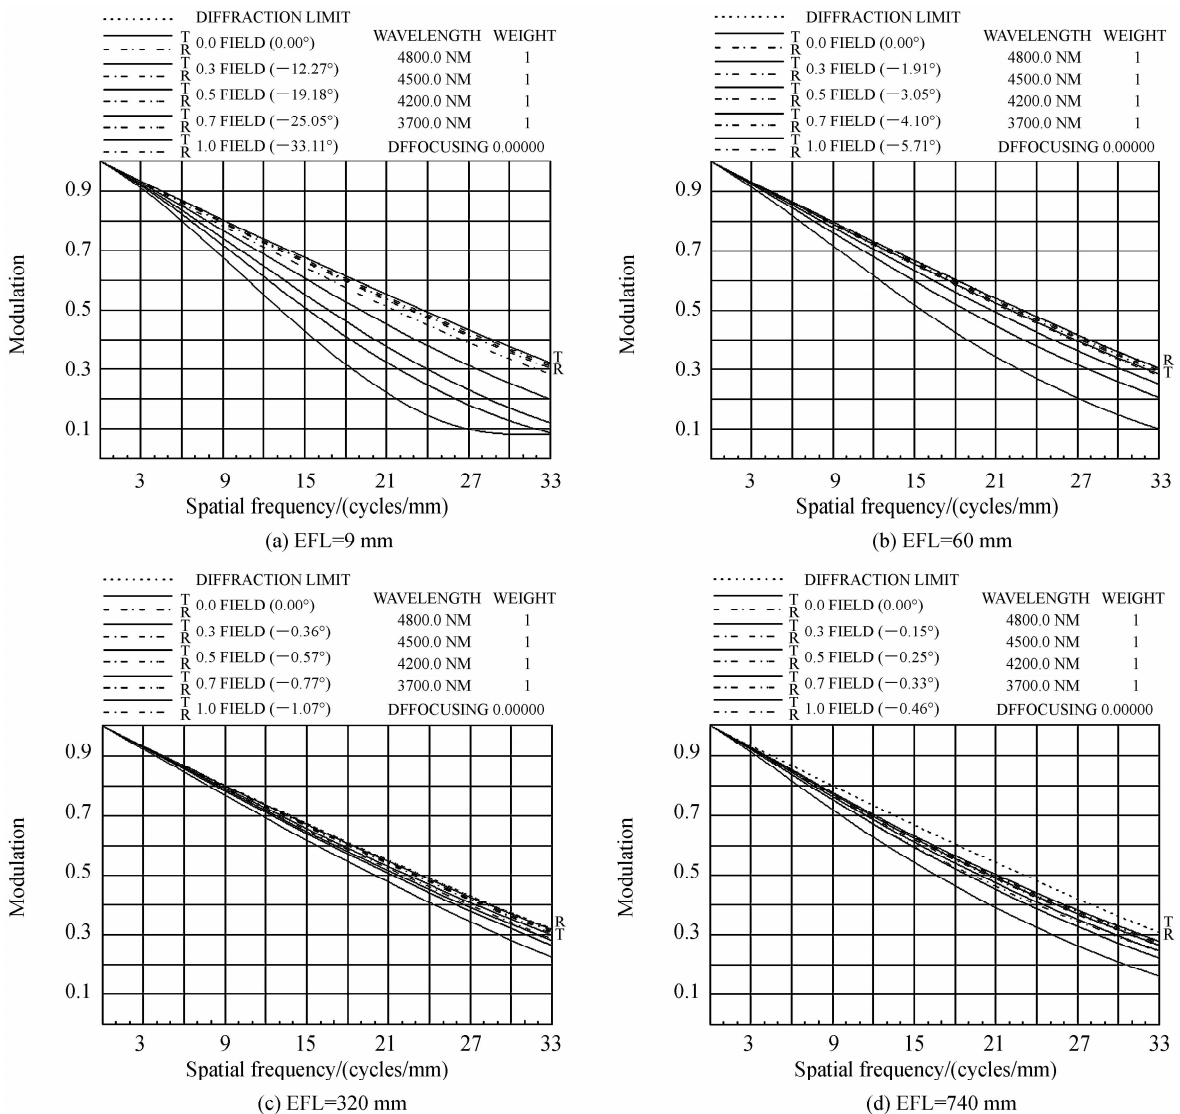 DIFFRACTION LIMIT
T
R 0.0 FIELD (0.00°)
T
R 0.3 FIELD (−12.27°)
T
R 0.5 FIELD (−19.18°)
T
R 0.7 FIELD (−25.05°)
T
R 1.0 FIELD (−33.11°)
WAVELENGTH WEIGHT
4800.0 NM 1
4500.0 NM 1
4200.0 NM 1
3700.0 NM 1
DFFOCUSING 0.00000
Modulation
0.9
0.7
0.5
0.3
0.1
T
R
3 9 15 21 27 33
Spatial frequency/(cycles/mm)
(a) EFL=9 mm
DIFFRACTION LIMIT
T
R 0.0 FIELD (0.00°)
T
R 0.3 FIELD (−1.91°)
T
R 0.5 FIELD (−3.05°)
T
R 0.7 FIELD (−4.10°)
T
R 1.0 FIELD (−5.71°)
WAVELENGTH WEIGHT
4800.0 NM 1
4500.0 NM 1
4200.0 NM 1
3700.0 NM 1
DFFOCUSING 0.00000
Modulation
0.9
0.7
0.5
0.3
0.1
R
T
3 9 15 21 27 33
Spatial frequency/(cycles/mm)
(b) EFL=60 mm
DIFFRACTION LIMIT
T
R 0.0 FIELD (0.00°)
T
R 0.3 FIELD (−0.36°)
T
R 0.5 FIELD (−0.57°)
T
R 0.7 FIELD (−0.77°)
T
R 1.0 FIELD (−1.07°)
WAVELENGTH WEIGHT
4800.0 NM 1
4500.0 NM 1
4200.0 NM 1
3700.0 NM 1
DFFOCUSING 0.00000
Modulation
0.9
0.7
0.5
0.3
0.1
R
T
3 9 15 21 27 33
Spatial frequency/(cycles/mm)
(c) EFL=320 mm
DIFFRACTION LIMIT
T
R 0.0 FIELD (0.00°)
T
R 0.3 FIELD (−0.15°)
T
R 0.5 FIELD (−0.25°)
T
R 0.7 FIELD (−0.33°)
T
R 1.0 FIELD (−0.46°)
WAVELENGTH WEIGHT
4800.0 NM 1
4500.0 NM 1
4200.0 NM 1
3700.0 NM 1
DFFOCUSING 0.00000
Modulation
0.9
0.7
0.5
0.3
0.1
T
R
3 9 15 21 27 33
Spatial frequency/(cycles/mm)
(d) EFL=740 mm